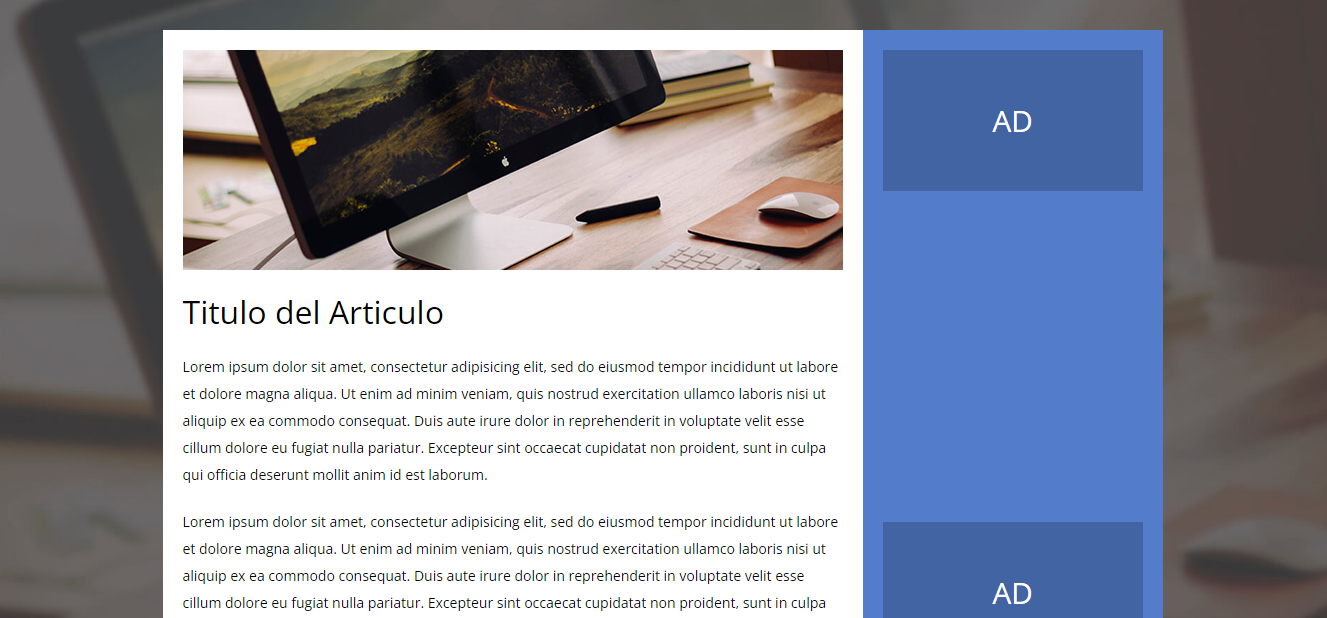 AD
Titulo del Articulo
Lorem ipsum dolor sit amet, consectetur adipisicing elit, sed do eiusmod tempor incididunt ut labore
et dolore magna aliqua. Ut enim ad minim veniam, quis nostrud exercitation ullamco laboris nisi ut
aliquip ex ea commodo consequat. Duis aute irure dolor in reprehenderit in voluptate velit esse
cillum dolore eu fugiat nulla pariatur. Excepteur sint occaecat cupidatat non proident, sunt in culpa
qui officia deserunt mollit anim id est laborum.
Lorem ipsum dolor sit amet, consectetur adipisicing elit, sed do eiusmod tempor incididunt ut labore
et dolore magna aliqua. Ut enim ad minim veniam, quis nostrud exercitation ullamco laboris nisi ut
aliquip ex ea commodo consequat. Duis aute irure dolor in reprehenderit in voluptate velit esse
cillum dolore eu fugiat nulla pariatur. Excepteur sint occaecat cupidatat non proident, sunt in culpa
AD